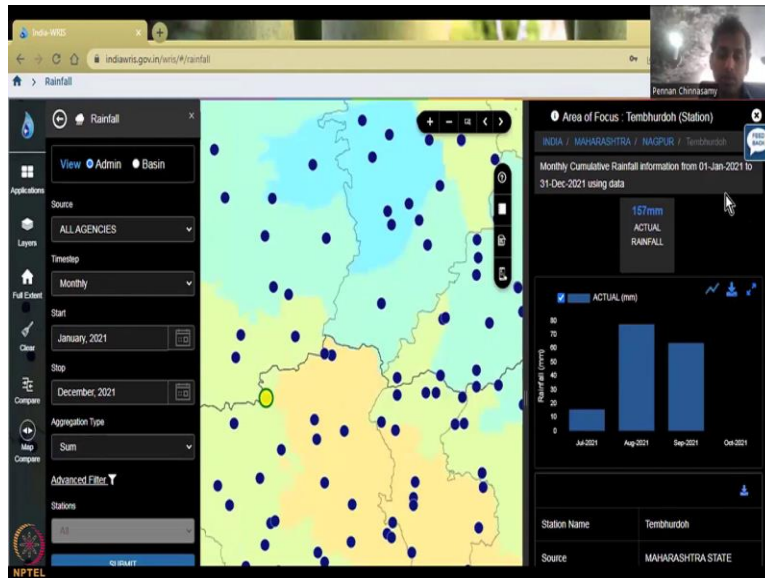 India-WRIS
indiawris.gov.in/wris/#/rainfall
Rainfall
Pennan Chinnasamy
Applications
Layers
Full Extent
Clear
Compare
Map
Compare
NPTEL
Rainfall
View Admin Basin
Source
ALL AGENCIES
Timestep
Monthly
Start
January, 2021
Stop
December, 2021
Aggregation Type
Sum
Advanced Filter
Stations
All
SUBMIT
Area of Focus : Tembhurdoh (Station)
FEED
BACK
INDIA / MAHARASHTRA / NAGPUR / Tembhurdoh
Monthly Cumulative Rainfall information from 01-Jan-2021 to
31-Dec-2021 using data
157mm
ACTUAL
RAINFALL
ACTUAL (mm)
Rainfall (mm)
80
70
60
50
40
30
20
10
0
Jul-2021 Aug-2021 Sep-2021 Oct-2021
Station Name Tembhurdoh
Source MAHARASHTRA STATE